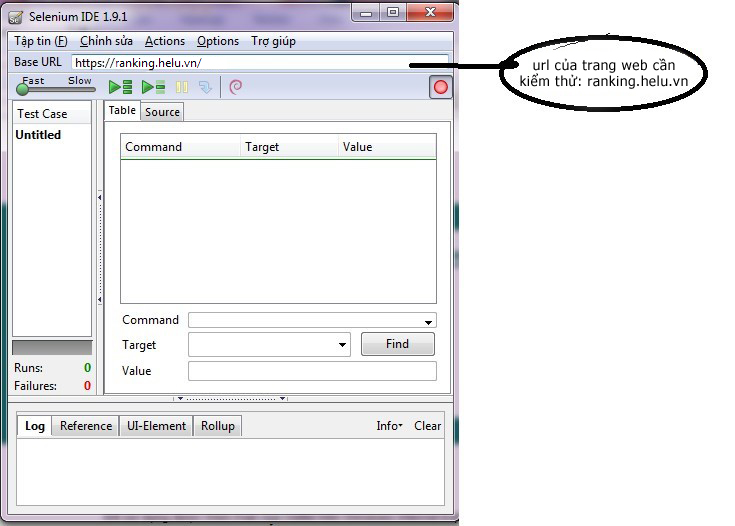 Selenium IDE 1.9.1
Tập tin (F) Chỉnh sửa Actions Options Trợ giúp
Base URL https://ranking.helu.vn/
url của trang web cần
kiểm thử: ranking.helu.vn
Fast Slow
Test Case
Untitled
Table Source
Command Target Value
Command
Target Find
Value
Runs: 0
Failures: 0
Log Reference UI-Element Rollup Info Clear